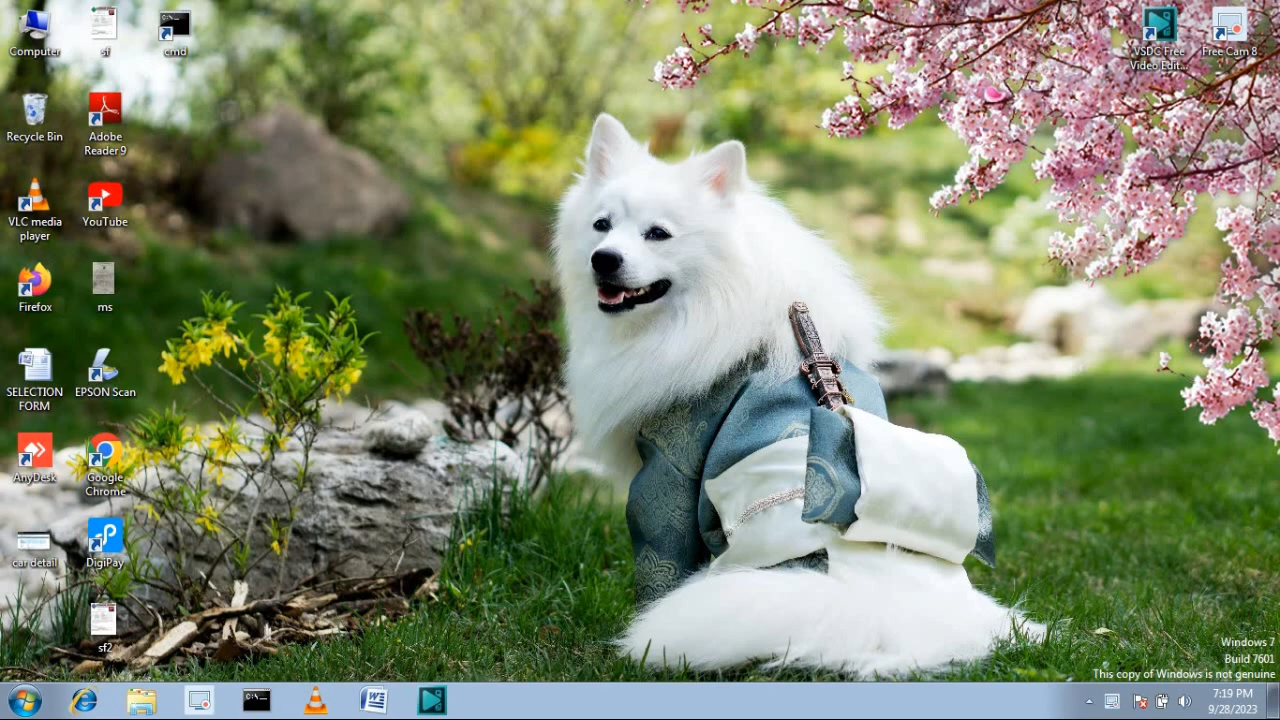 Computer
sf
cmd
VSDC Free
Video Edit...
Free Cam 8
Recycle Bin
Adobe
Reader 9
VLC media
player
YouTube
Firefox
ms
SELECTION
FORM
EPSON Scan
AnyDesk
Google
Chrome
car detail
DigiPay
sf2
Windows 7
Build 7601
This copy of Windows is not genuine
7:19 PM
9/28/2023